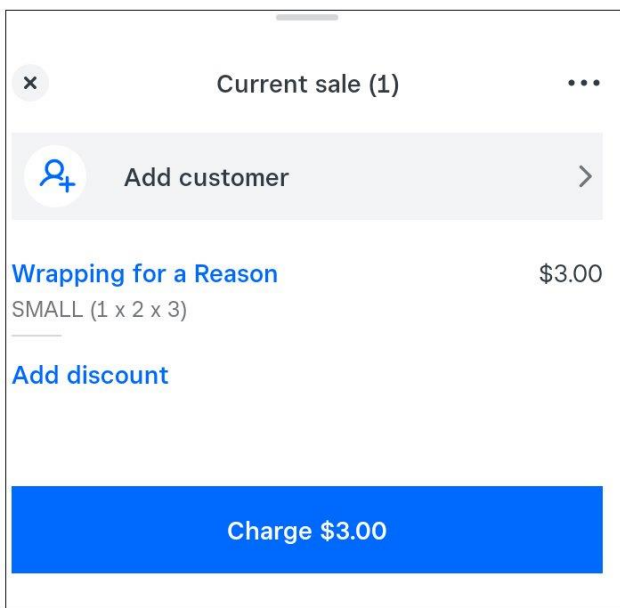 Current sale (1)
Add customer
Wrapping for a Reason $3.00
SMALL (1 x 2 x 3)
Add discount
Charge $3.00